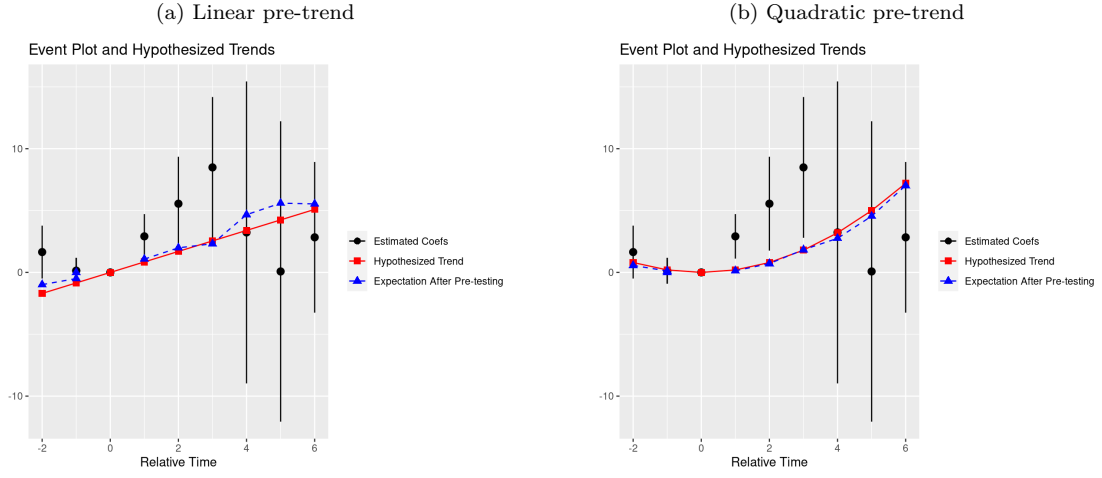 (a) Linear pre-trend
Event Plot and Hypothesized Trends
10
0
-10
-2 0 2 4 6
Relative Time
Estimated Coefs
Hypothesized Trend
Expectation After Pre-testing
(b) Quadratic pre-trend
Event Plot and Hypothesized Trends
10
0
-10
-2 0 2 4 6
Relative Time
Estimated Coefs
Hypothesized Trend
Expectation After Pre-testing